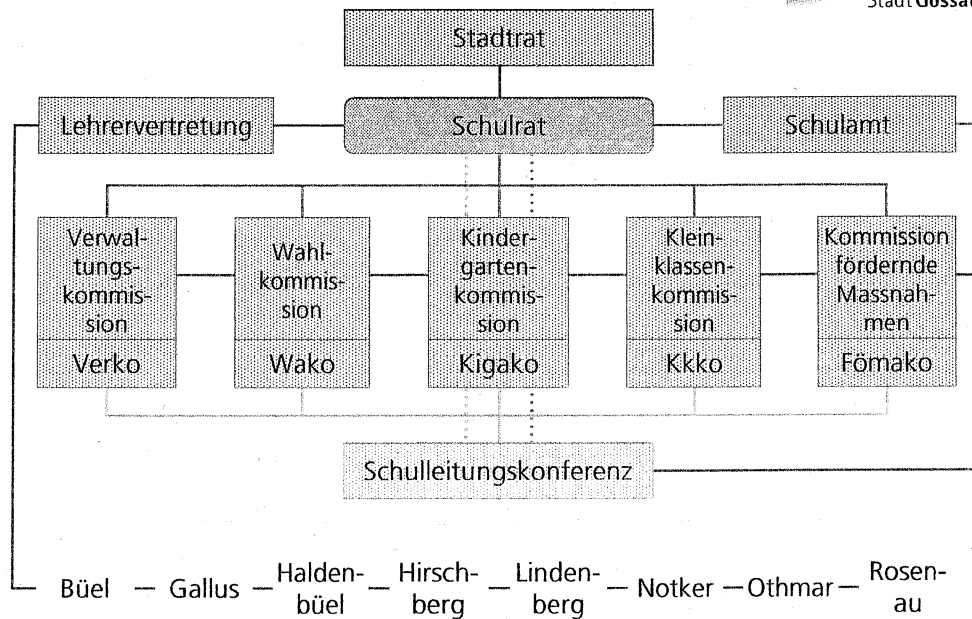 Stadt Gossau
Stadtrat
Lehrervertretung
Schulrat
Schulamt
Verwal-
tungs-
kommis-
sion
Verko
Wahl-
kommis-
sion
Wako
Kinder-
garten-
kommis-
sion
Kigako
Klein-
klassen-
kommis-
sion
Kkko
Kommission
fördernde
Massnah-
men
Fömako
Schulleitungskonferenz
Büel
Gallus
Halden-
büel
Hirsch-
berg
Linden-
berg
Notker
Othmar
Rosen-
au